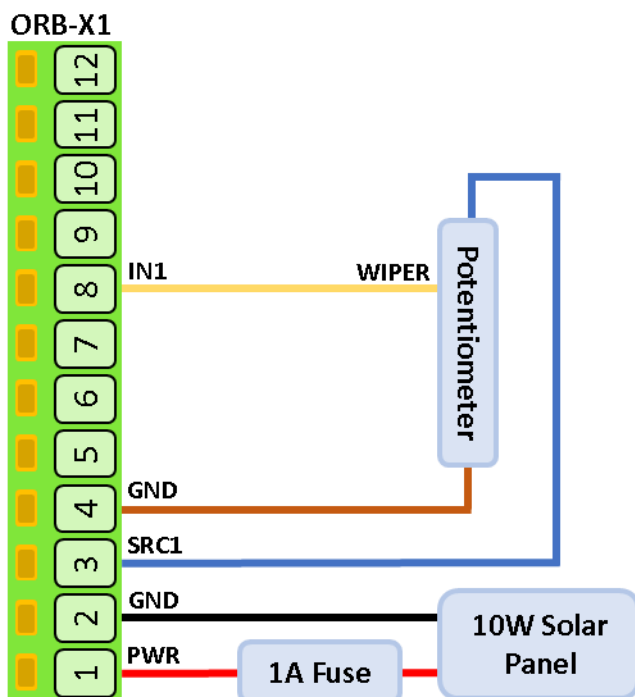 ORB-X1
12
11
10
9
8
IN1
WIPER
Potentiometer
7
6
5
4
GND
3
SRC1
2
GND
10W Solar
Panel
1
PWR
1A Fuse